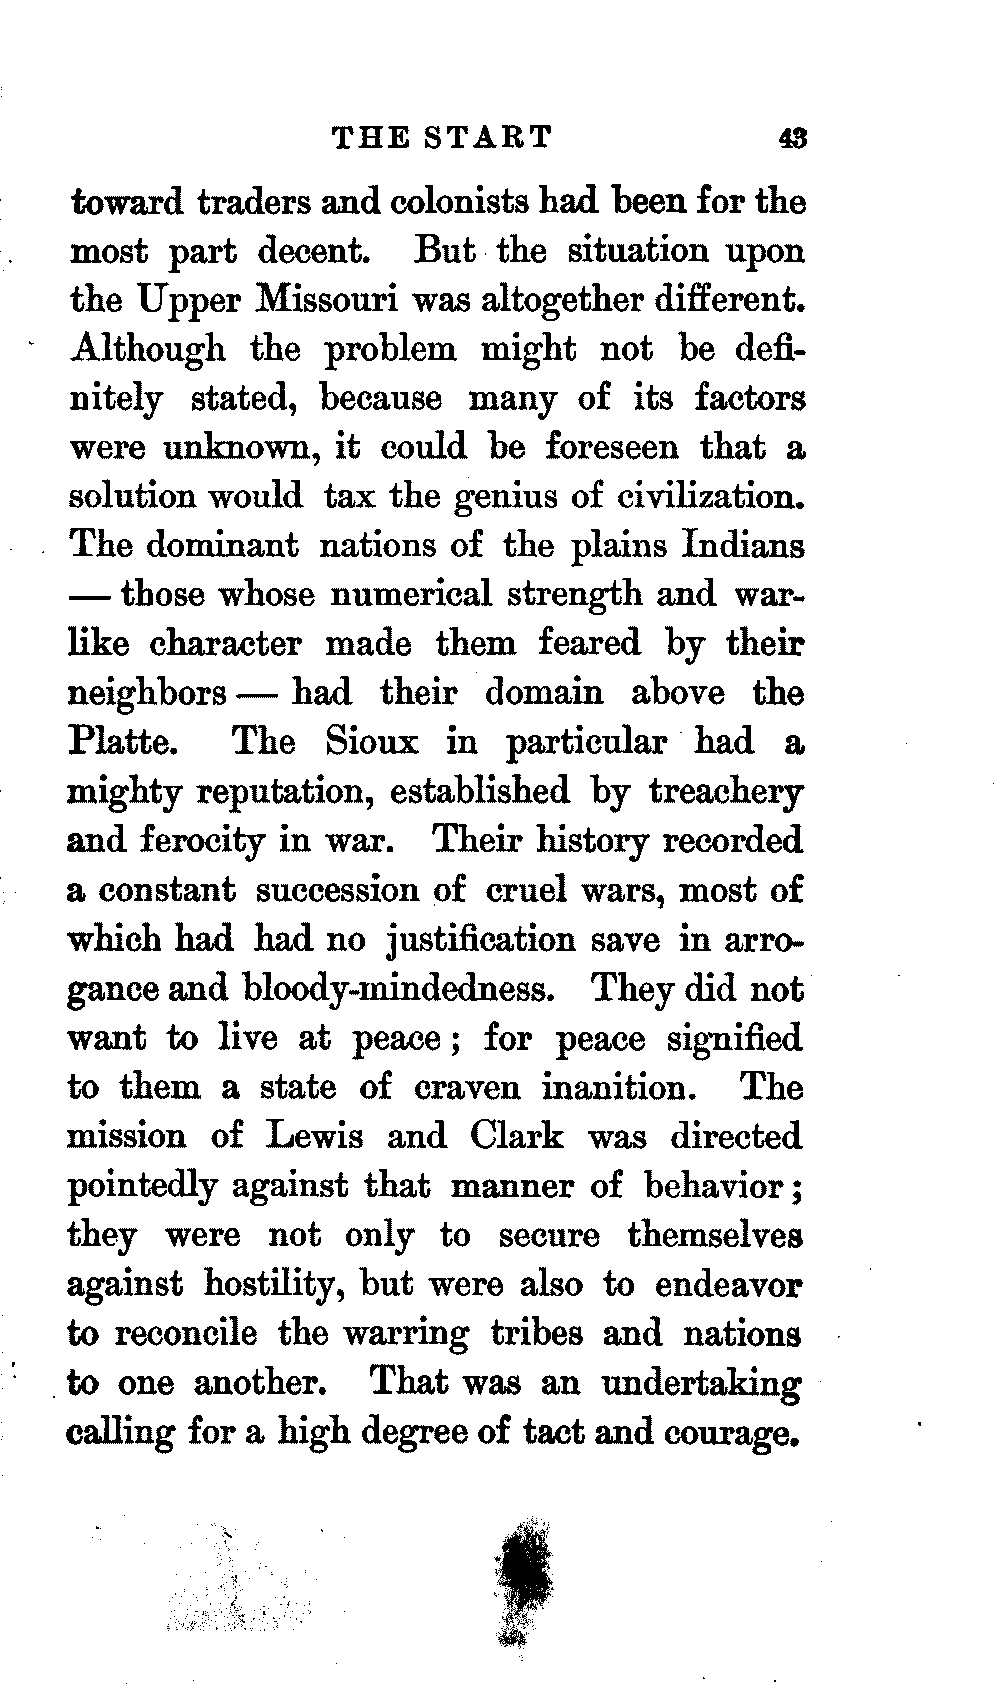 THE START 43
toward traders and colonists had been for the
most part decent. But the situation upon
the Upper Missouri was altogether different.
Although the problem might not be defi-
nitely stated, because many of its factors
were unknown, it could be foreseen that a
solution would tax the genius of civilization.
The dominant nations of the plains Indians
— those whose numerical strength and war-
like character made them feared by their
neighbors — had their domain above the
Platte. The Sioux in particular had a
mighty reputation, established by treachery
and ferocity in war. Their history recorded
a constant succession of cruel wars, most of
which had had no justification save in arro-
gance and bloody-mindedness. They did not
want to live at peace; for peace signified
to them a state of craven inanition. The
mission of Lewis and Clark was directed
pointedly against that manner of behavior;
they were not only to secure themselves
against hostility, but were also to endeavor
to reconcile the warring tribes and nations
to one another. That was an undertaking
calling for a high degree of tact and courage.